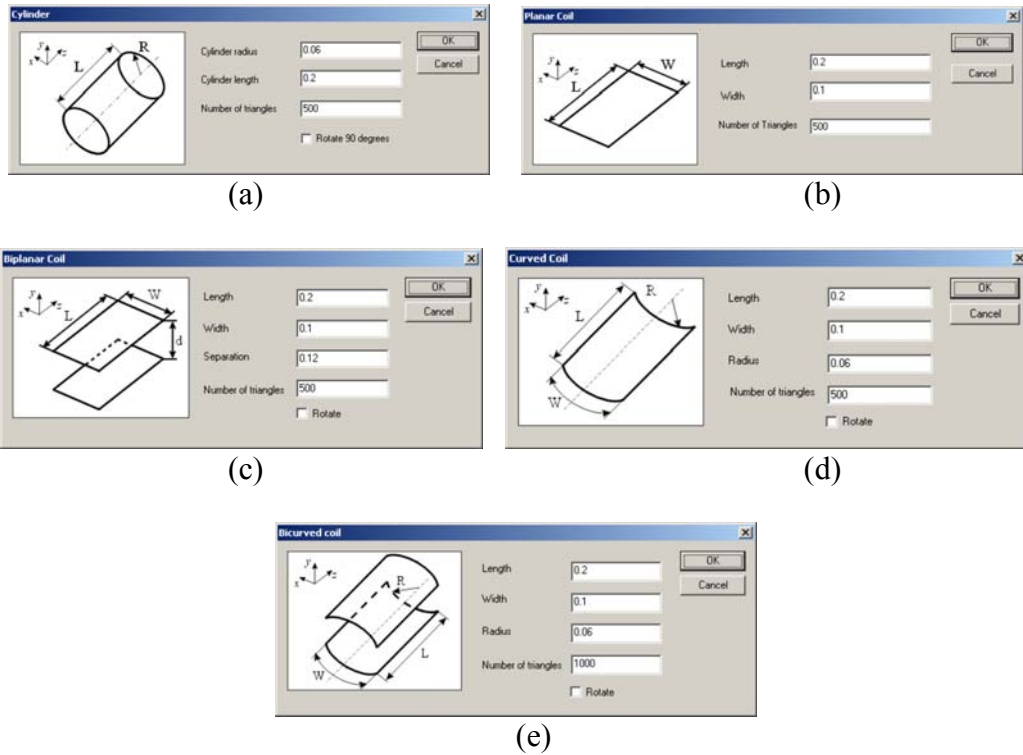 Cylinder
y
x
z
L
R
Cylinder radius
0.06
Cylinder length
0.2
Number of triangles
500
Rotate 90 degrees
OK
Cancel
(a)
Planar Coil
y
x
z
L
W
Length
0.2
Width
0.1
Number of Triangles
500
OK
Cancel
(b)
Biplanar Coil
y
x
z
L
W
d
Length
0.2
Width
0.1
Separation
0.12
Number of triangles
500
Rotate
OK
Cancel
(c)
Curved Coil
y
x
z
L
R
W
Length
0.2
Width
0.1
Radius
0.06
Number of triangles
500
Rotate
OK
Cancel
(d)
Bicurved coil
y
x
z
R
L
W
Length
0.2
Width
0.1
Radius
0.06
Number of triangles
1000
Rotate
OK
Cancel
(e)